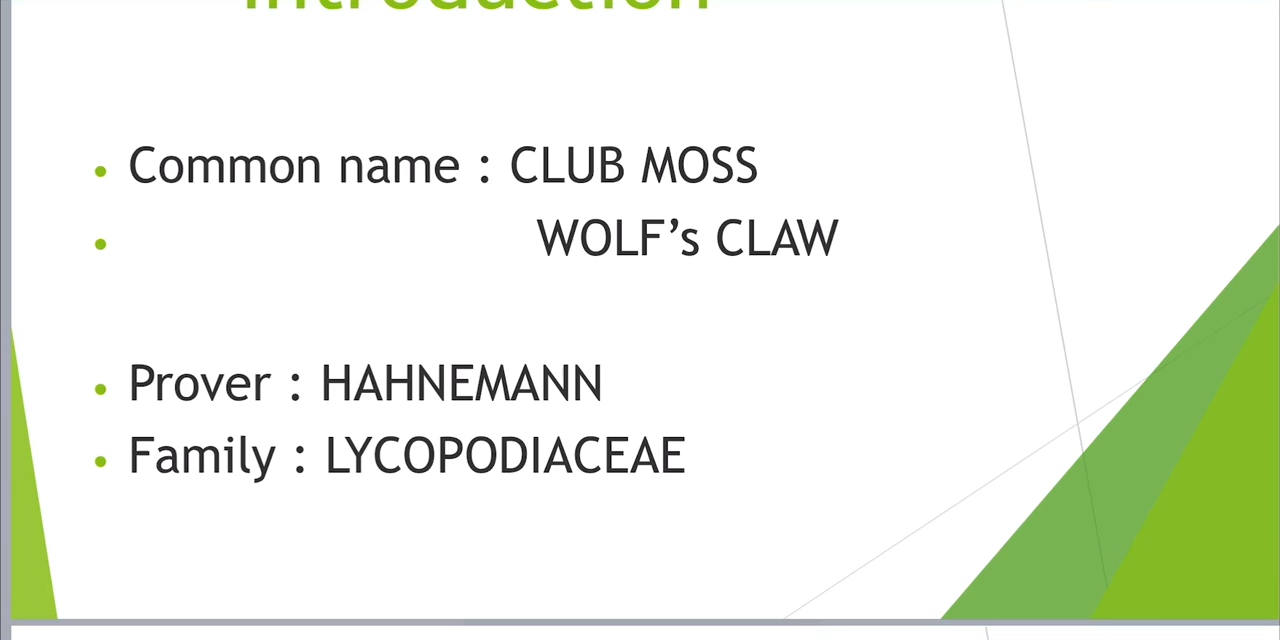 Introduction
• Common name : CLUB MOSS
• WOLF’s CLAW
• Prover : HAHNEMANN
• Family : LYCOPODIACEAE